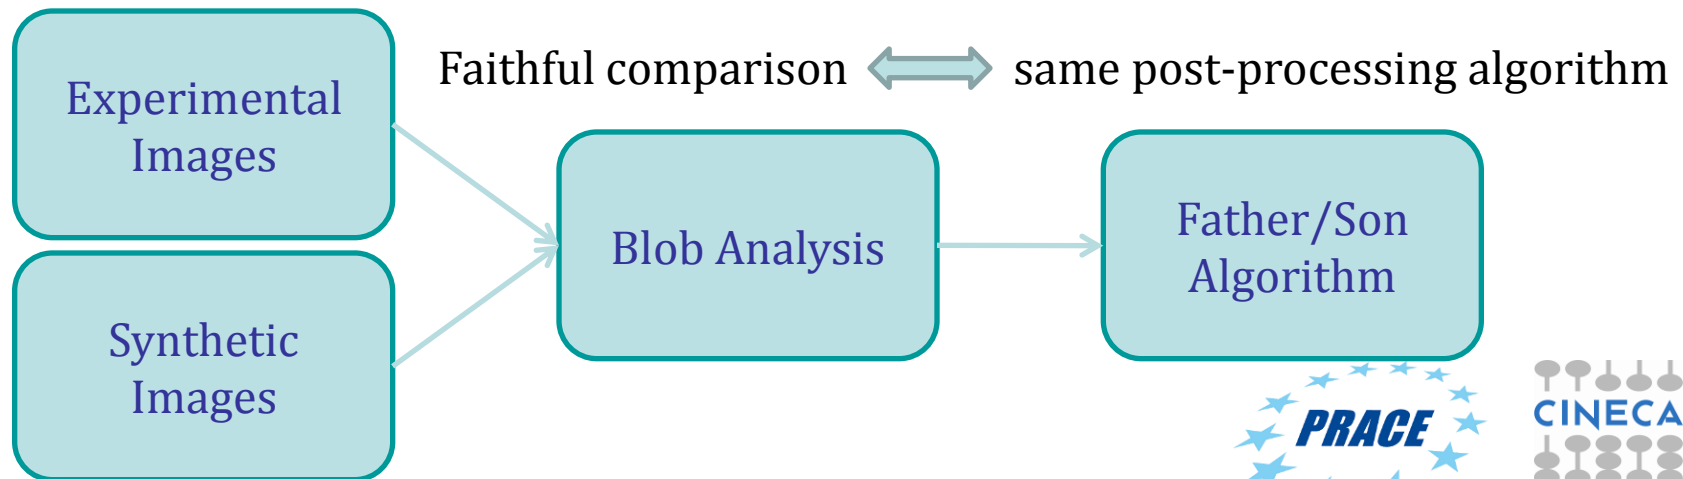 Faithful comparison same post-processing algorithm
Experimental
Images
Synthetic
Images
Blob Analysis
Father/Son
Algorithm
PRACE
CINECA